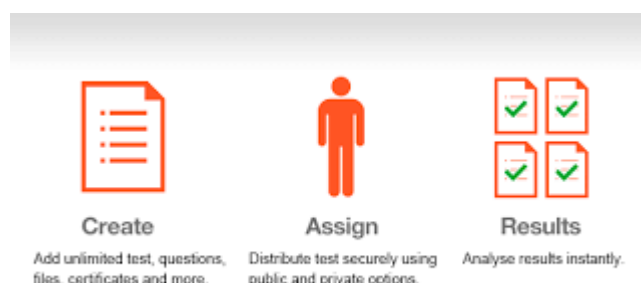 Create
Add unlimited test, questions,
files, certificates and more.
Assign
Distribute test securely using
public and private options.
Results
Analyse results instantly.